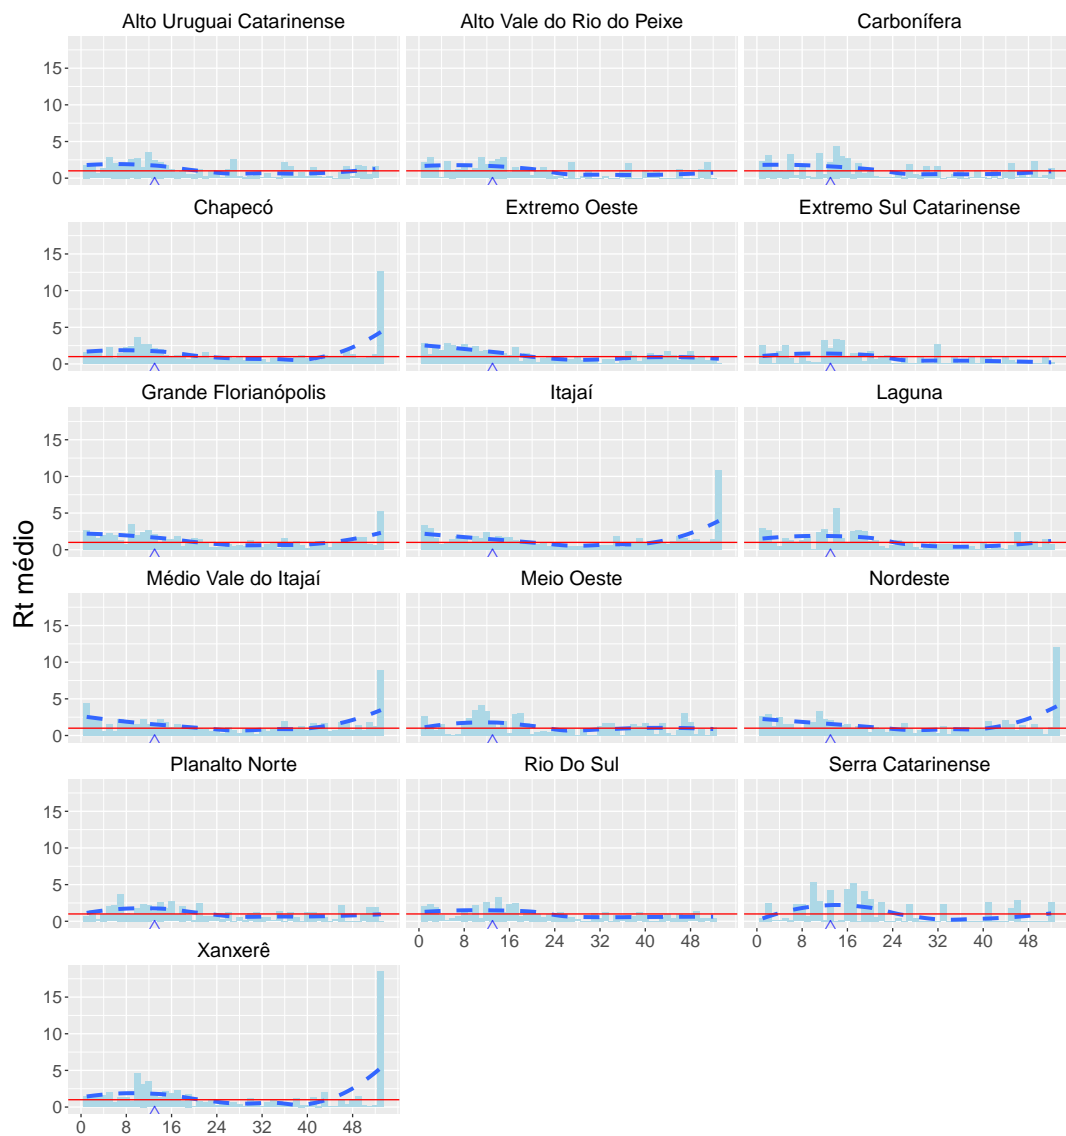 Alto Uruguai Catarinense Alto Vale do Rio do Peixe Carbonífera
15
10
5
0
Chapecó Extremo Oeste Extremo Sul Catarinense
15
10
5
0
Grande Florianópolis Itajaí Laguna
15
10
5
0
Rt médio
Médio Vale do Itajaí Meio Oeste Nordeste
15
10
5
0
Planalto Norte Rio Do Sul Serra Catarinense
15
10
5
0
0 8 16 24 32 40 48 0 8 16 24 32 40 48
Xanxerê
15
10
5
0
0 8 16 24 32 40 48